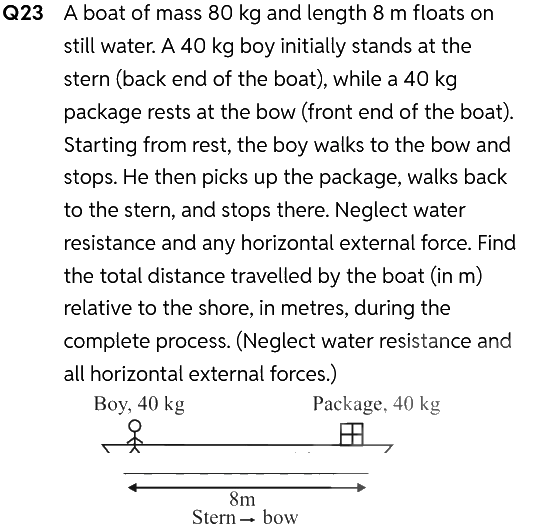 Q23 A boat of mass 80 kg and length 8 m floats on
still water. A 40 kg boy initially stands at the
stern (back end of the boat), while a 40 kg
package rests at the bow (front end of the boat).
Starting from rest, the boy walks to the bow and
stops. He then picks up the package, walks back
to the stern, and stops there. Neglect water
resistance and any horizontal external force. Find
the total distance travelled by the boat (in m)
relative to the shore, in metres, during the
complete process. (Neglect water resistance and
all horizontal external forces.)
Boy, 40 kg Package, 40 kg
8m
Stern → bow